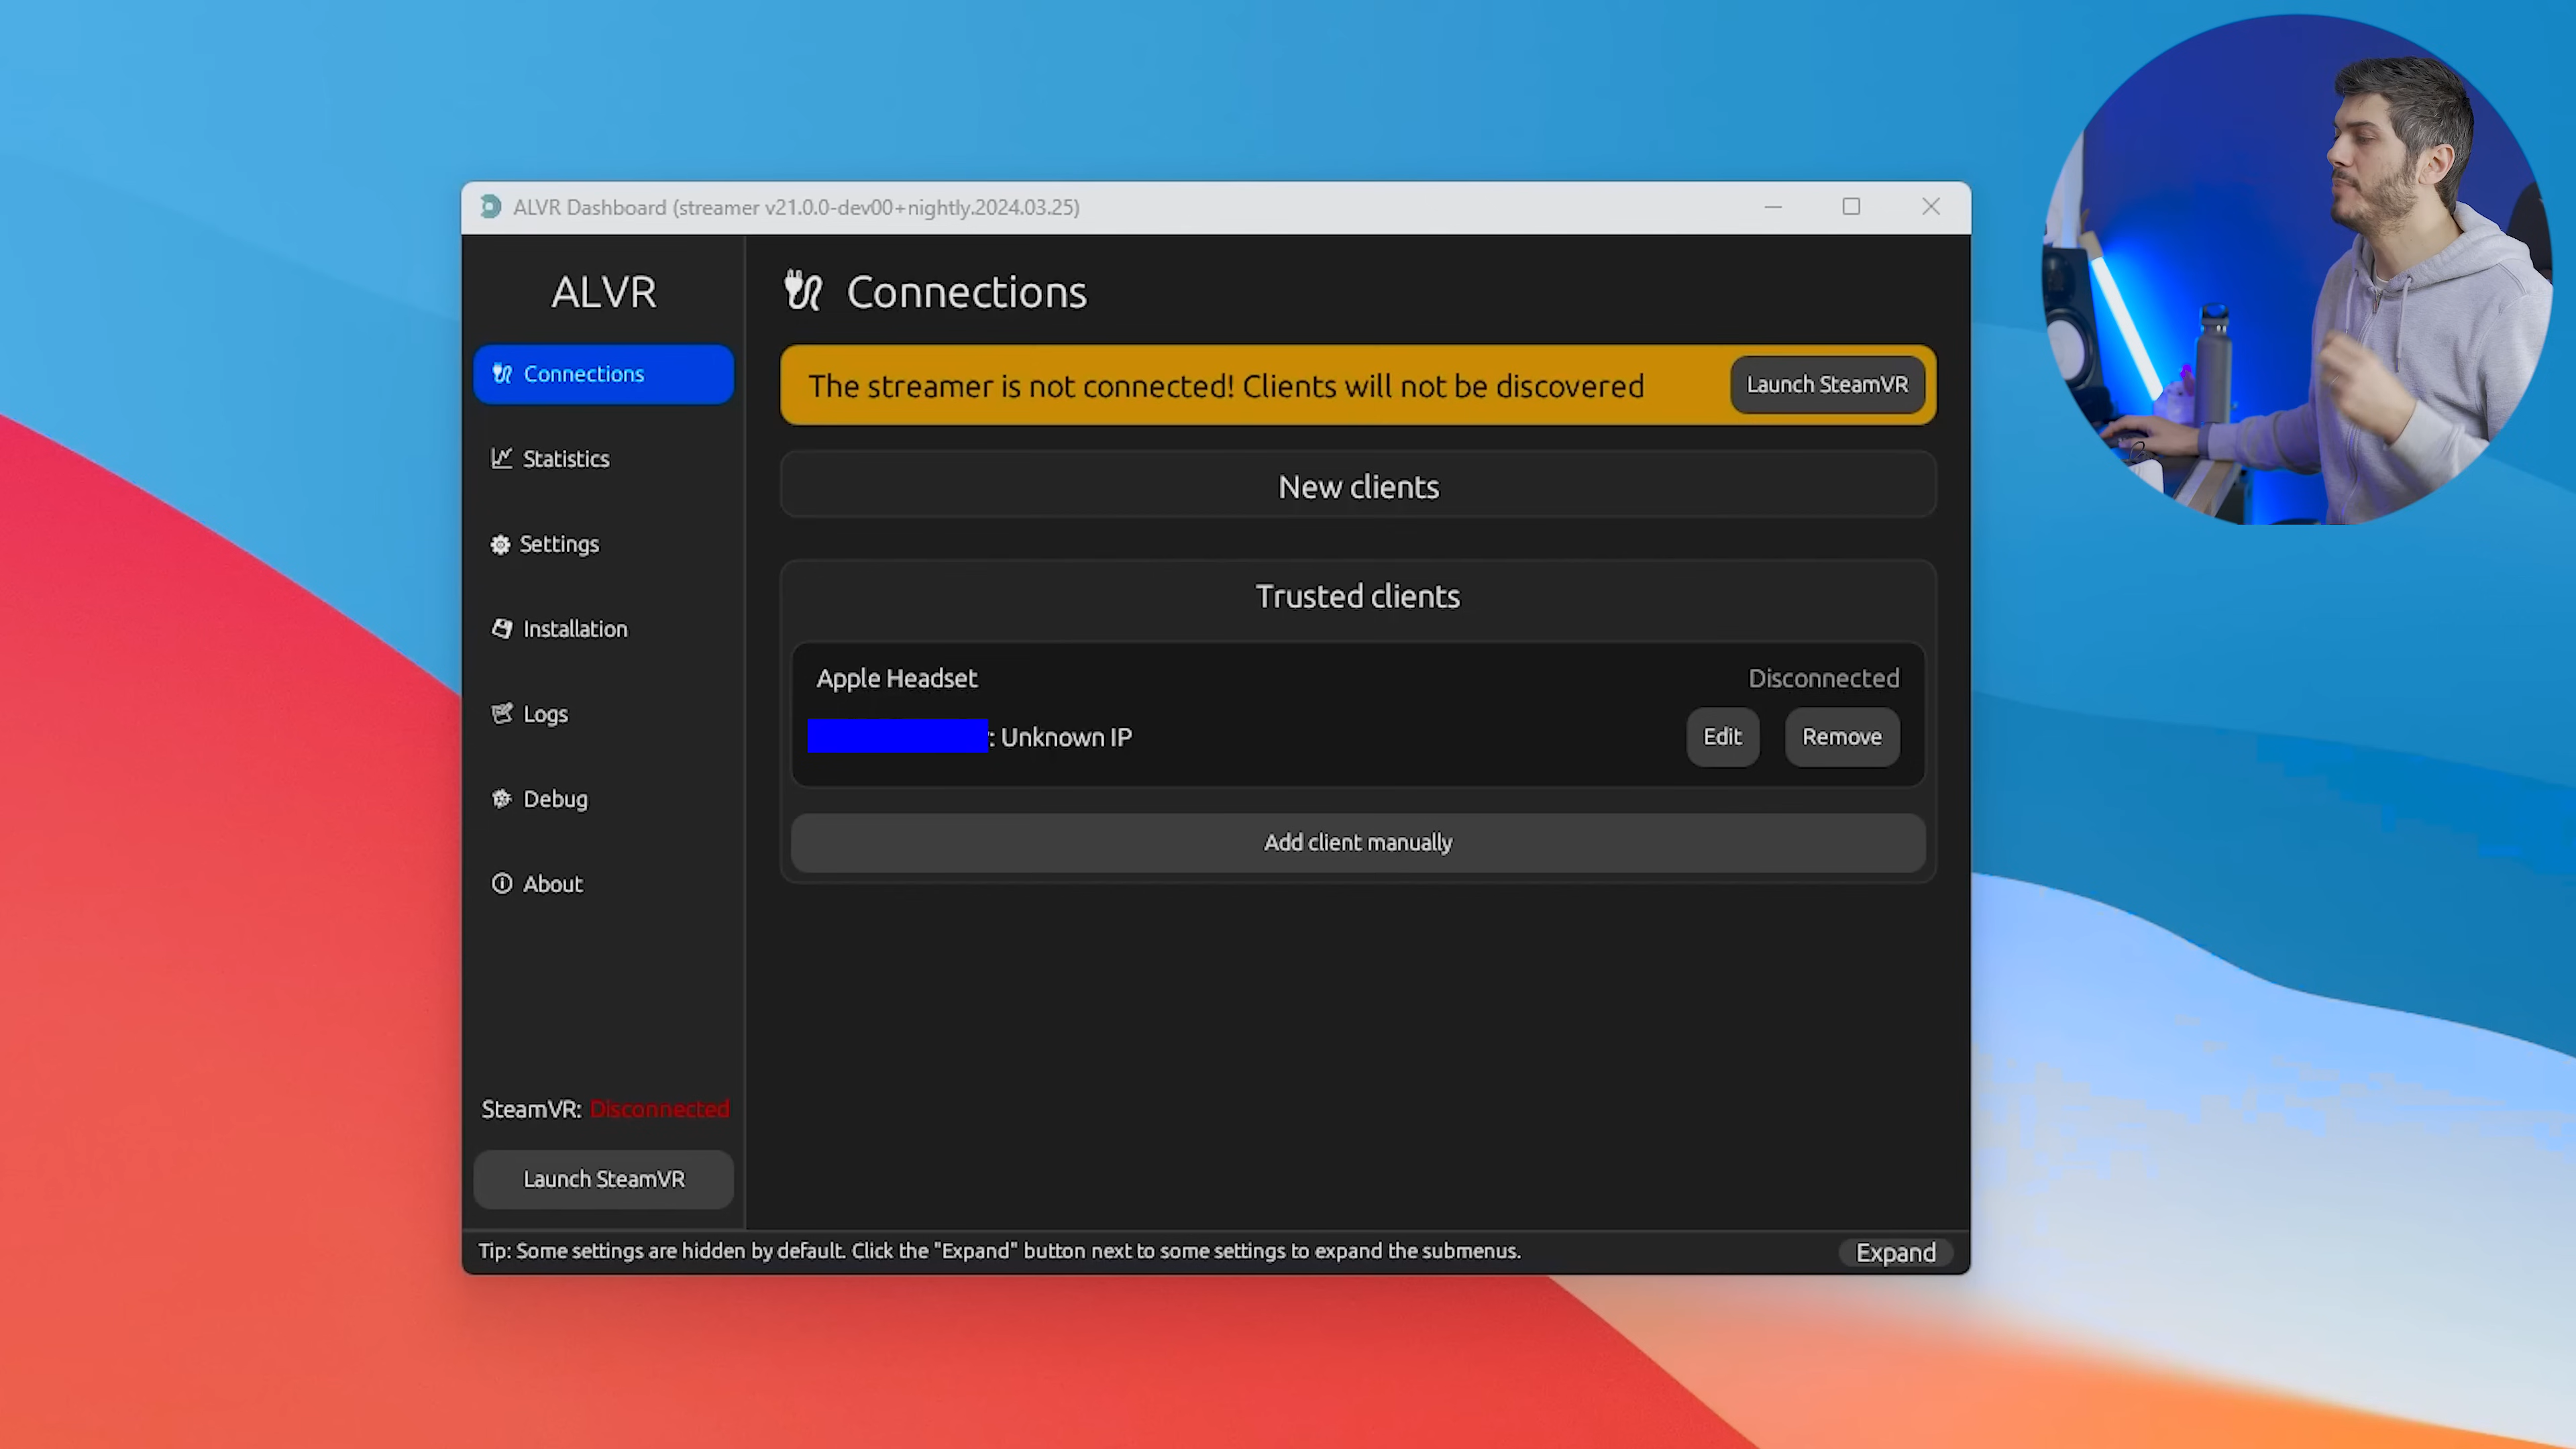 ALVR Dashboard (streamer v21.0.0-dev00+nightly.2024.03.25)
ALVR
Connections
Statistics
Settings
Installation
Logs
Debug
About
SteamVR: Disconnected
Launch SteamVR
Connections
The streamer is not connected! Clients will not be discovered
Launch SteamVR
New clients
Trusted clients
Apple Headset
Disconnected
: Unknown IP
Edit
Remove
Add client manually
Tip: Some settings are hidden by default. Click the "Expand" button next to some settings to expand the submenus.
Expand